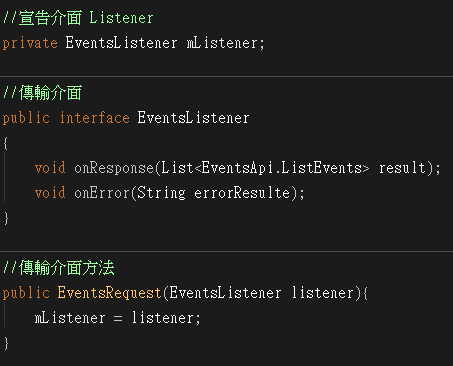 //宣告介面 Listener
private EventsListener mListener;
//傳輸介面
public interface EventsListener
{
void onResponse(List<EventsApi.ListEvents> result);
void onError(String errorResulte);
}
//傳輸介面方法
public EventsRequest(EventsListener listener){
mListener = listener;
}